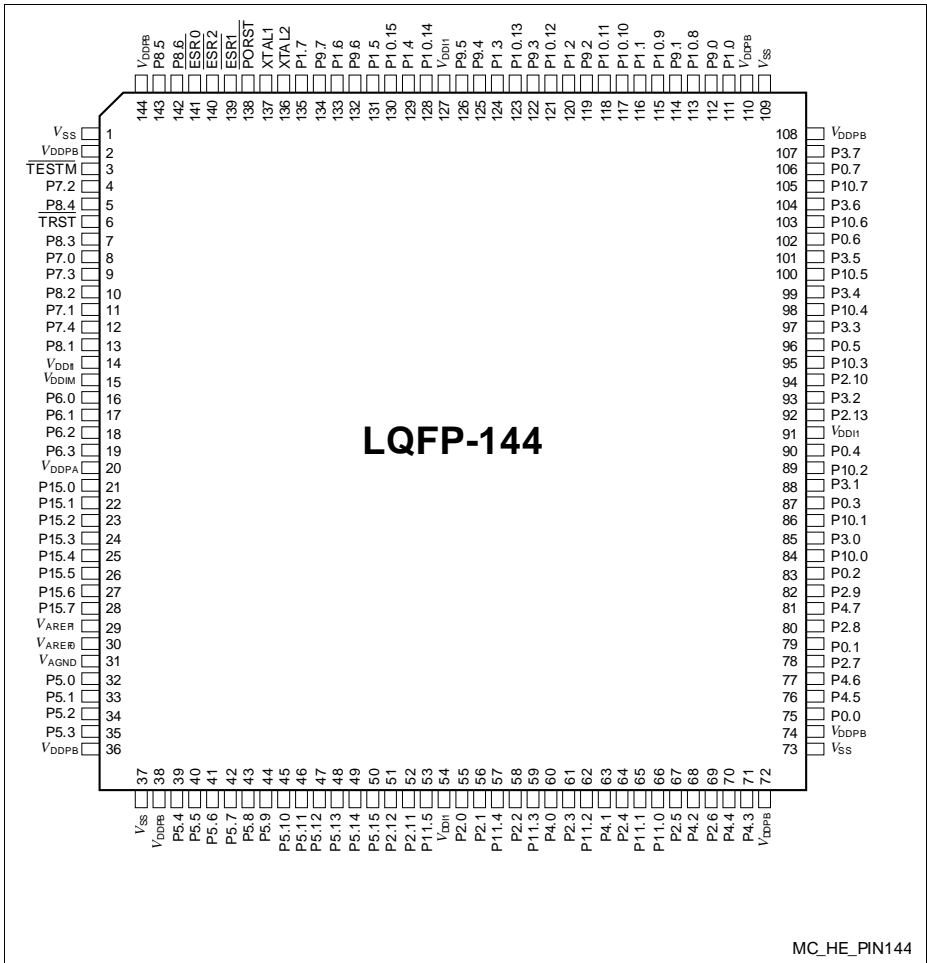 VDDPB P8.5 P8.6 ESR0 ESR2 ESR1 PORST XTAL1 XTAL2 P1.7 P9.7 P1.6 P9.6 P1.5 P10.15 P1.4 P10.14 VDDI1 P9.5 P9.4 P1.3 P10.13 P9.3 P10.12 P1.2 P9.2 P10.11 P10.10 P1.1 P10.9 P9.1 P10.8 P9.0 P1.0 VDDPB VSS
144 143 142 141 140 139 138 137 136 135 134 133 132 131 130 129 128 127 126 125 124 123 122 121 120 119 118 117 116 115 114 113 112 111 110 109
VSS 1
VDDPB 2
TESTM 3
P7.2 4
P8.4 5
TRST 6
P8.3 7
P7.0 8
P7.3 9
P8.2 10
P7.1 11
P7.4 12
P8.1 13
VDDI1 14
VDDIM 15
P6.0 16
P6.1 17
P6.2 18
P6.3 19
VDDPA 20
P15.0 21
P15.1 22
P15.2 23
P15.3 24
P15.4 25
P15.5 26
P15.6 27
P15.7 28
VAREF1 29
VAREF0 30
VAGND 31
P5.0 32
P5.1 33
P5.2 34
P5.3 35
VDDPB 36
LQFP-144
108 VDDPB
107 P3.7
106 P0.7
105 P10.7
104 P3.6
103 P10.6
102 P0.6
101 P3.5
100 P10.5
99 P3.4
98 P10.4
97 P3.3
96 P0.5
95 P10.3
94 P2.10
93 P3.2
92 P2.13
91 VDDI1
90 P0.4
89 P10.2
88 P3.1
87 P0.3
86 P10.1
85 P3.0
84 P10.0
83 P0.2
82 P2.9
81 P4.7
80 P2.8
79 P0.1
78 P2.7
77 P4.6
76 P4.5
75 P0.0
74 VDDPB
73 VSS
37 38 39 40 41 42 43 44 45 46 47 48 49 50 51 52 53 54 55 56 57 58 59 60 61 62 63 64 65 66 67 68 69 70 71 72
VSS VDDPB P5.4 P5.5 P5.6 P5.7 P5.8 P5.9 P5.10 P5.11 P5.12 P5.13 P5.14 P5.15 P2.12 P2.11 P11.5 VDDI1 P2.0 P2.1 P11.4 P2.2 P11.3 P4.0 P2.3 P11.2 P4.1 P2.4 P11.1 P11.0 P2.5 P4.2 P2.6 P4.4 P4.3 VDDPB
MC_HE_PIN144